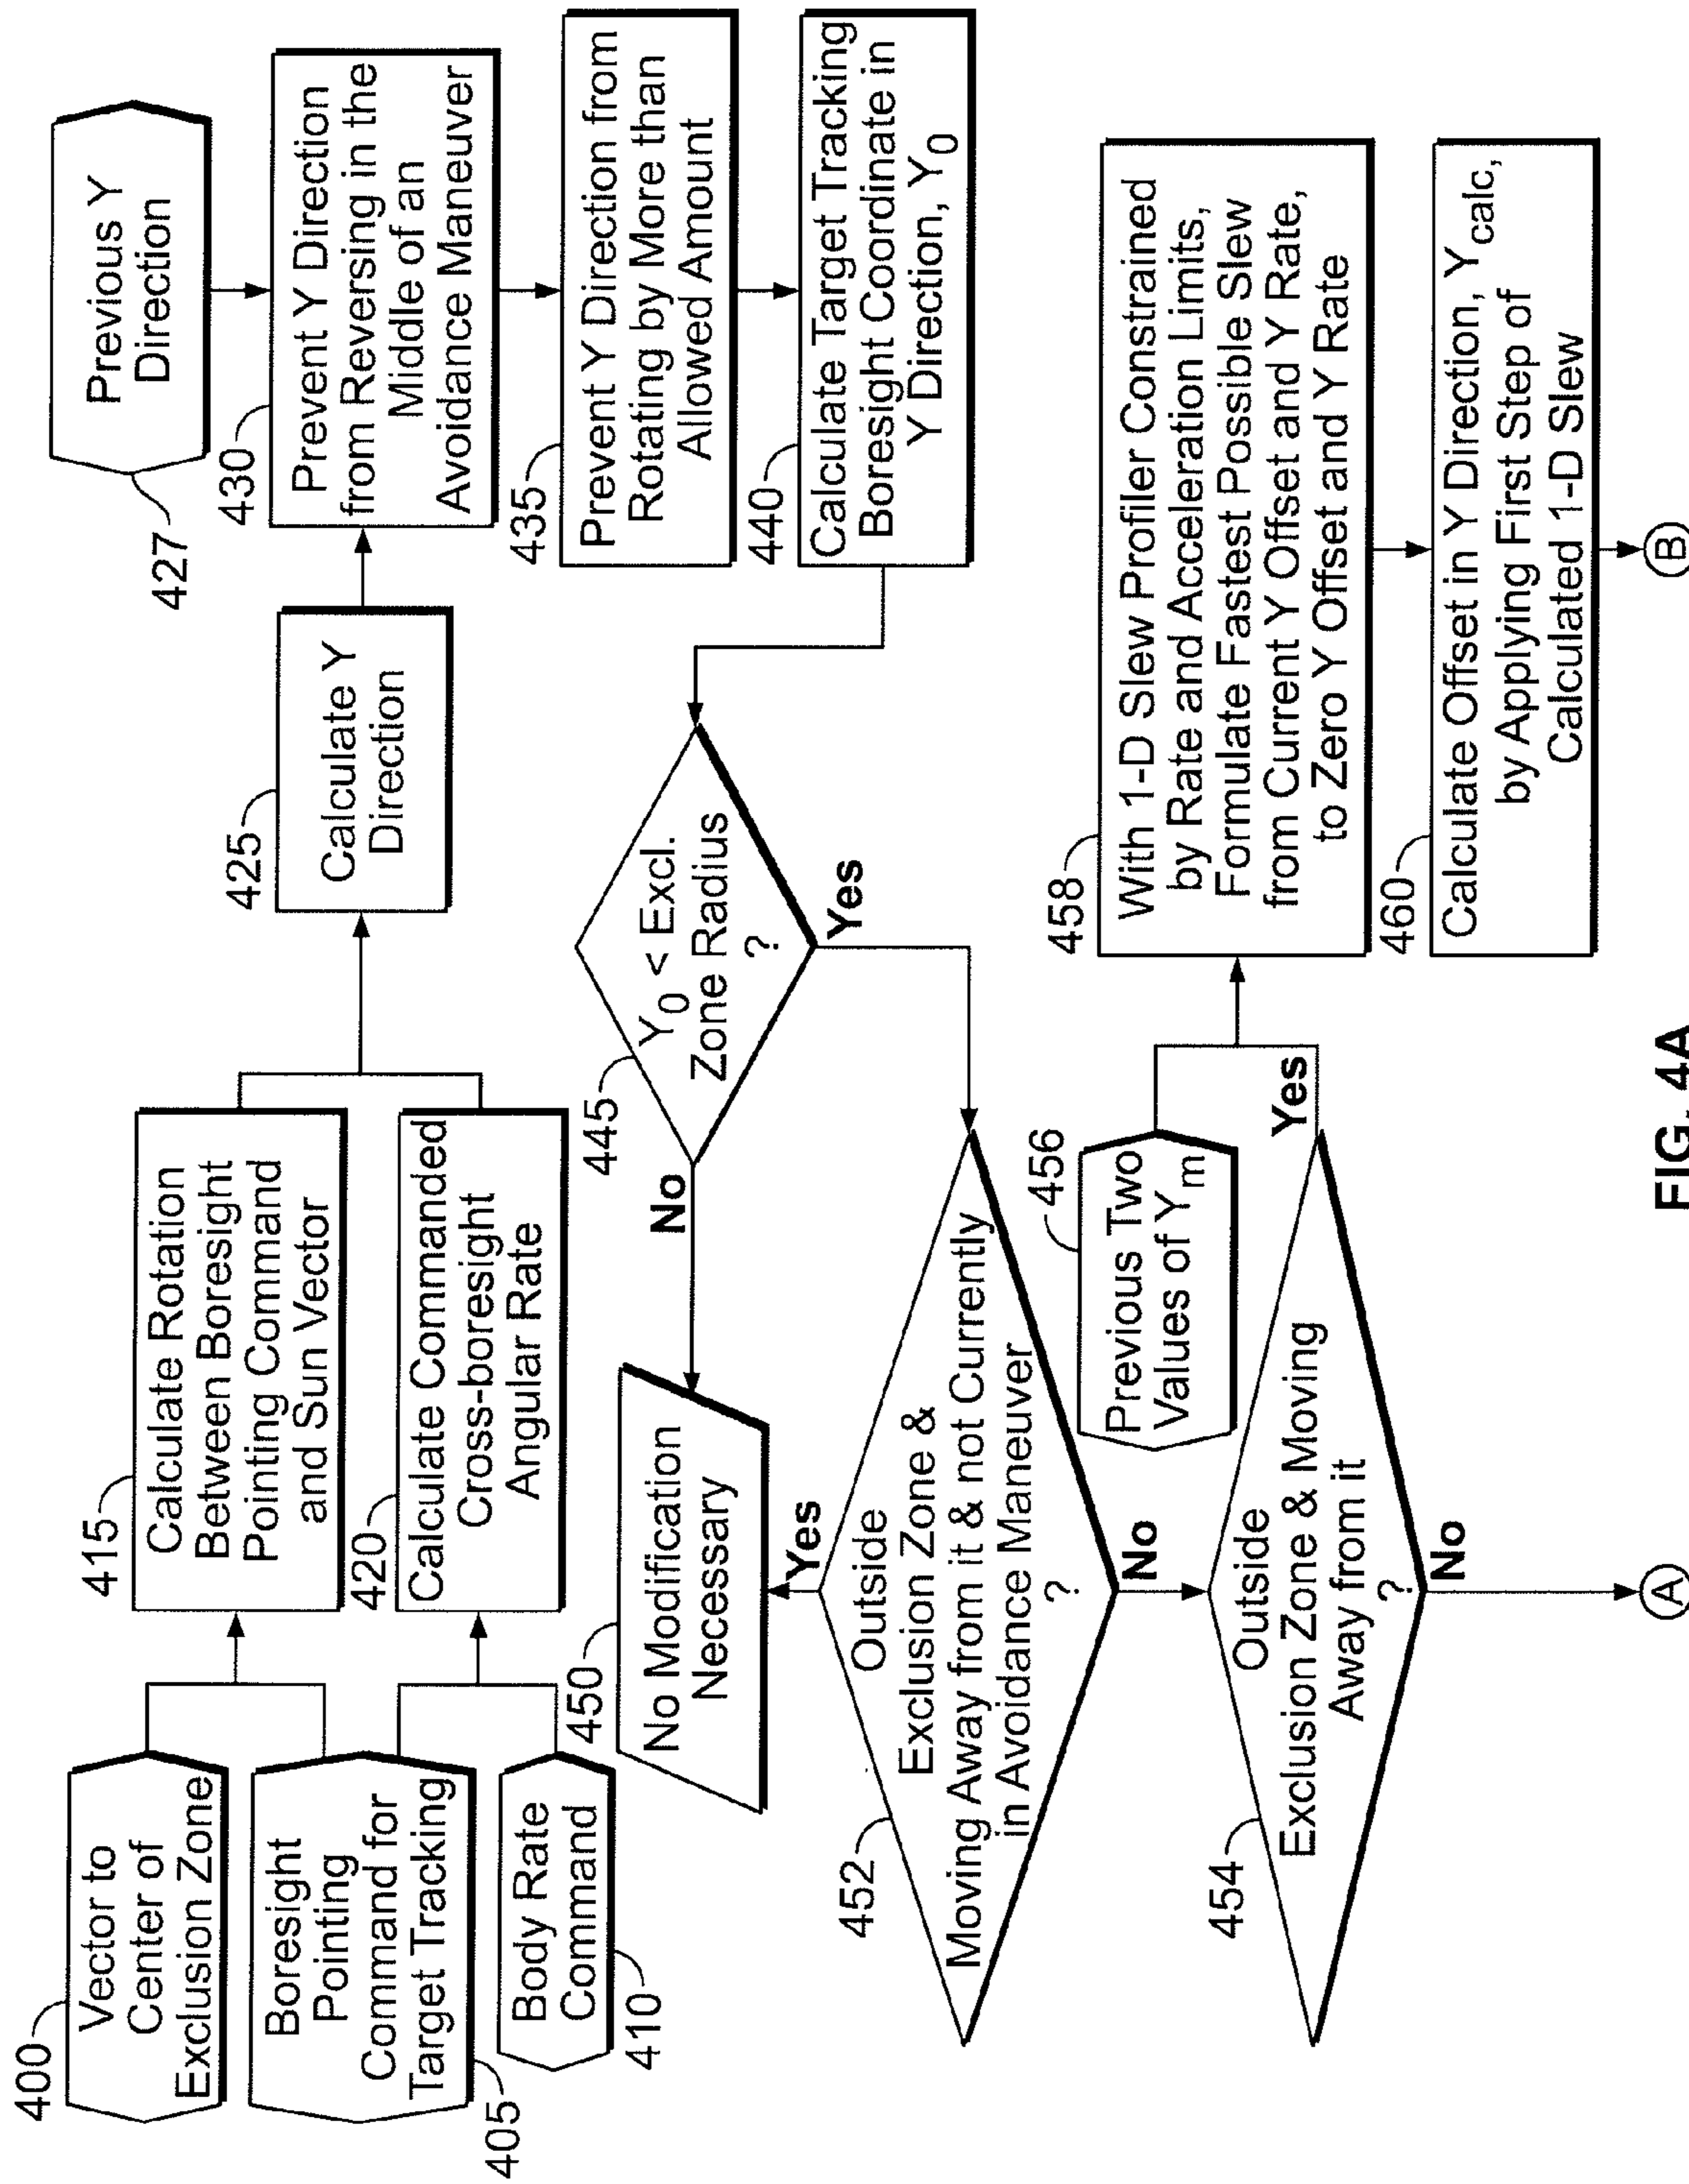 400
Vector to
Center of
Exclusion Zone
405
Boresight
Pointing
Command for
Target Tracking
410
Body Rate
Command
415
Calculate Rotation
Between Boresight
Pointing Command
and Sun Vector
420
Calculate Commanded
Cross-boresight
Angular Rate
425
Calculate Y
Direction
427
Previous Y
Direction
430
Prevent Y Direction
from Reversing in the
Middle of an
Avoidance Maneuver
435
Prevent Y Direction from
Rotating by More than
Allowed Amount
440
Calculate Target Tracking
Boresight Coordinate in
Y Direction, Y0
445
Y0 < Excl.
Zone Radius
?
No
Yes
450
No Modification
Necessary
Yes
452
Outside
Exclusion Zone &
Moving Away from it & not Currently
in Avoidance Maneuver
?
No
454
Outside
Exclusion Zone & Moving
Away from it
?
Yes
No
A
456
Previous Two
Values of Ym
458
With 1-D Slew Profiler Constrained
by Rate and Acceleration Limits,
Formulate Fastest Possible Slew
from Current Y Offset and Y Rate,
to Zero Y Offset and Y Rate
460
Calculate Offset in Y Direction, Ycalc,
by Applying First Step of
Calculated 1-D Slew
B
FIG. 4A